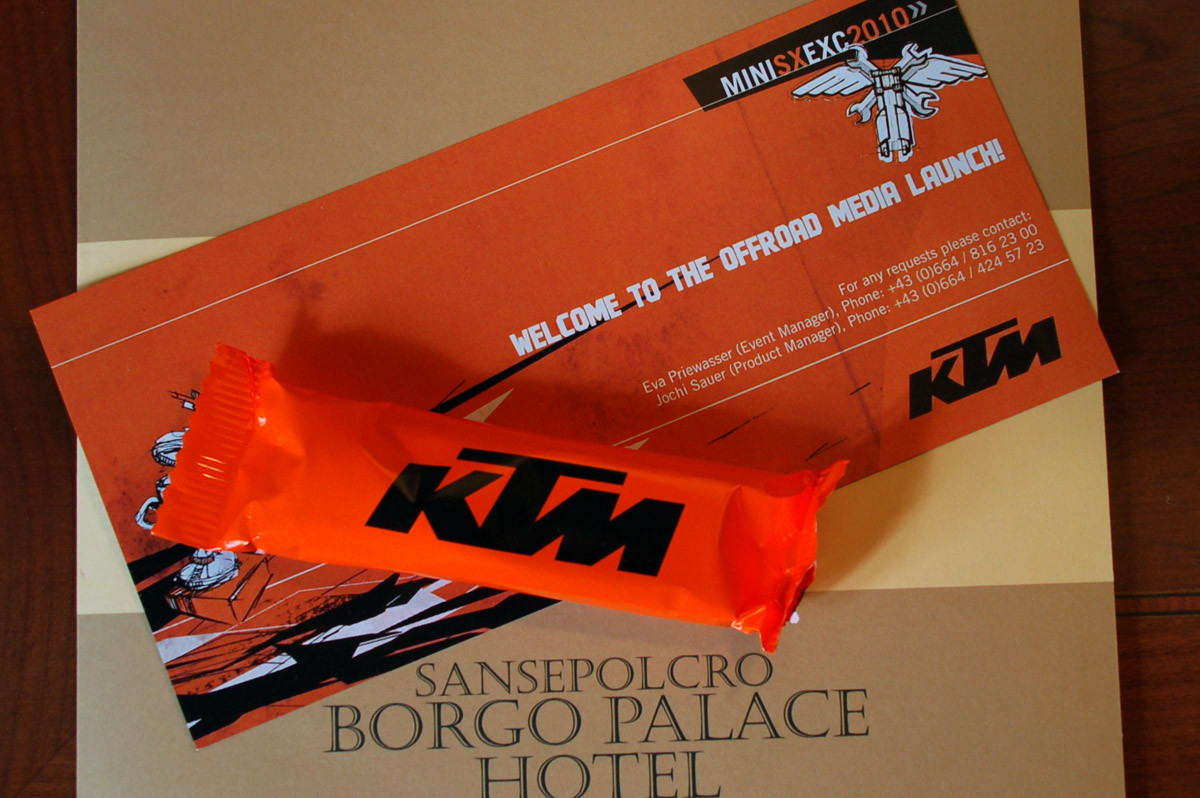 MINISXEXC2010»
WELCOME TO THE OFFROAD MEDIA LAUNCH!
For any requests please contact:
Eva Priewasser (Event Manager), Phone: +43 (0)664 / 816 23 00
Jochi Sauer (Product Manager), Phone: +43 (0)664 / 424 57 23
KTM
KTM
SANSEPOLCRO
BORGO PALACE
HOTEL